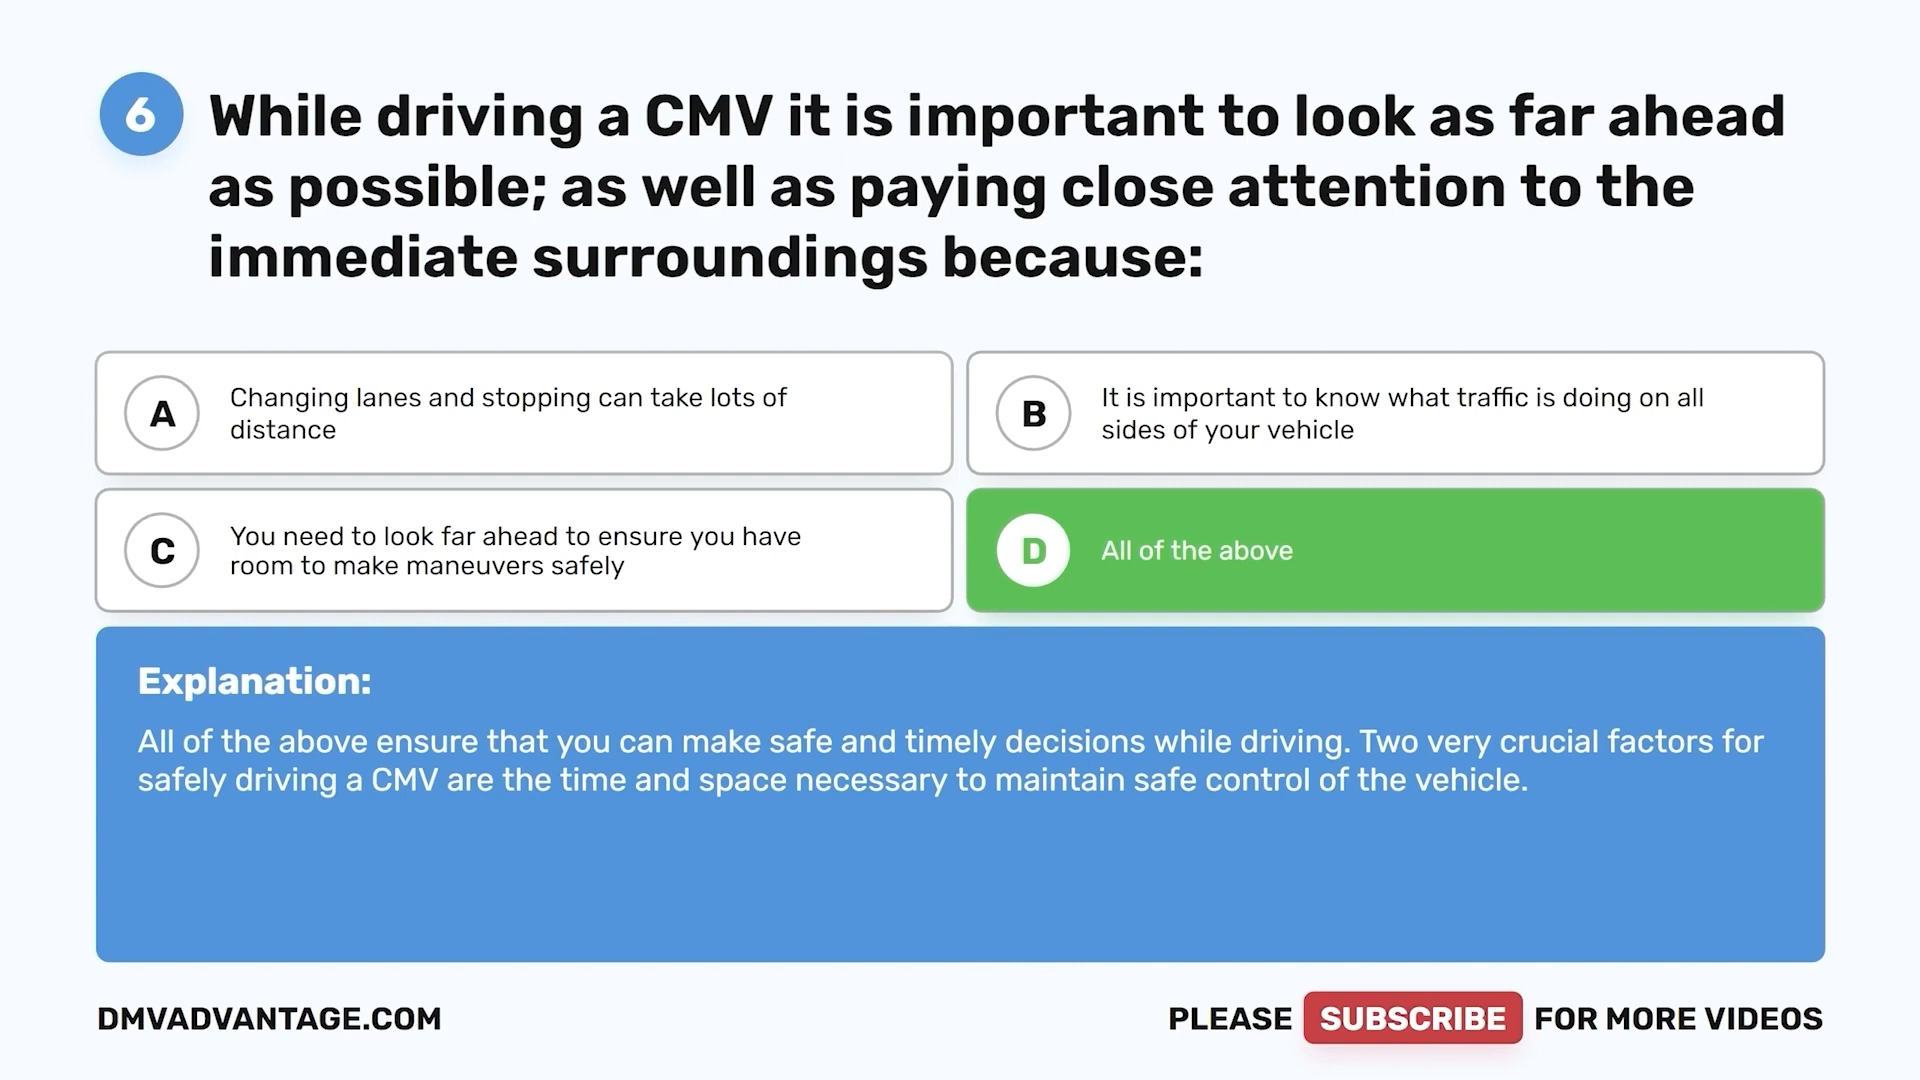 6
While driving a CMV it is important to look as far ahead
as possible; as well as paying close attention to the
immediate surroundings because:
A
Changing lanes and stopping can take lots of
distance
B
It is important to know what traffic is doing on all
sides of your vehicle
C
You need to look far ahead to ensure you have
room to make maneuvers safely
D
All of the above
Explanation:
All of the above ensure that you can make safe and timely decisions while driving. Two very crucial factors for
safely driving a CMV are the time and space necessary to maintain safe control of the vehicle.
DMVADVANTAGE.COM
PLEASE SUBSCRIBE FOR MORE VIDEOS